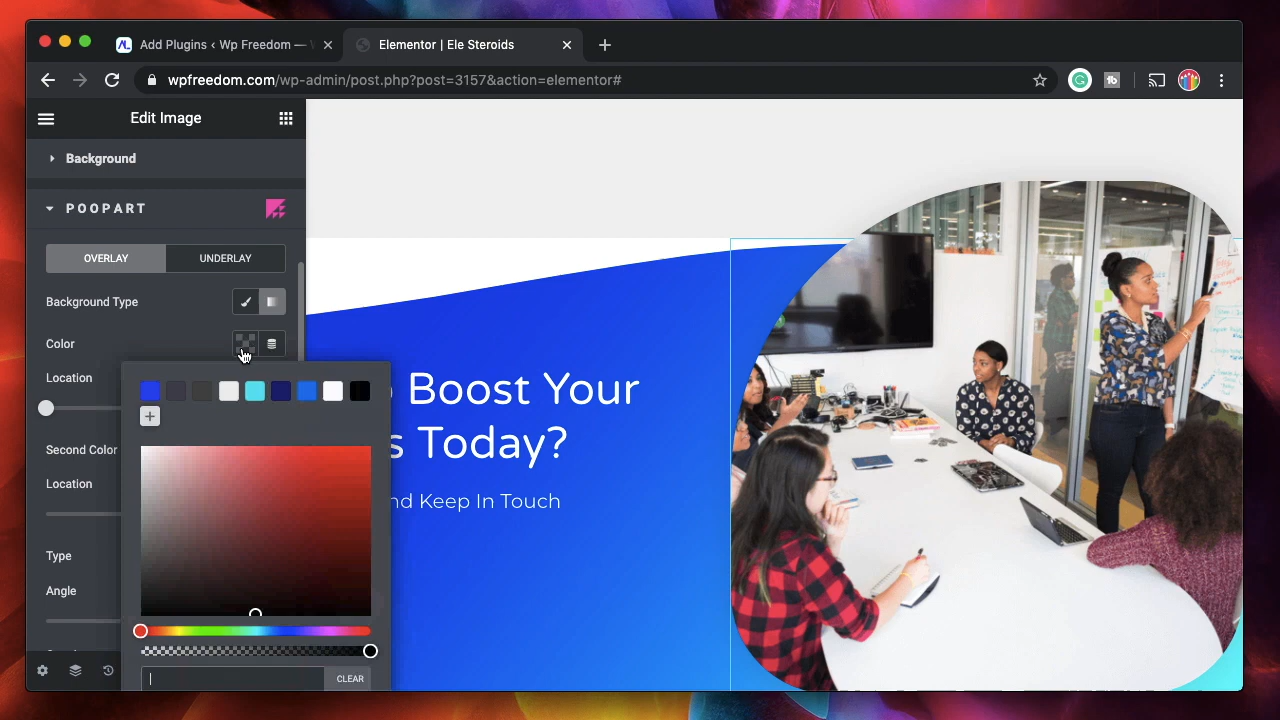 Add Plugins ‹ Wp Freedom — W
Elementor | Ele Steroids
wpfreedom.com/wp-admin/post.php?post=3157&action=elementor#
Edit Image
Background
POOPART
OVERLAY
UNDERLAY
Background Type
Color
Location
Second Color
Location
Type
Angle
CLEAR
Boost Your
s Today?
nd Keep In Touch